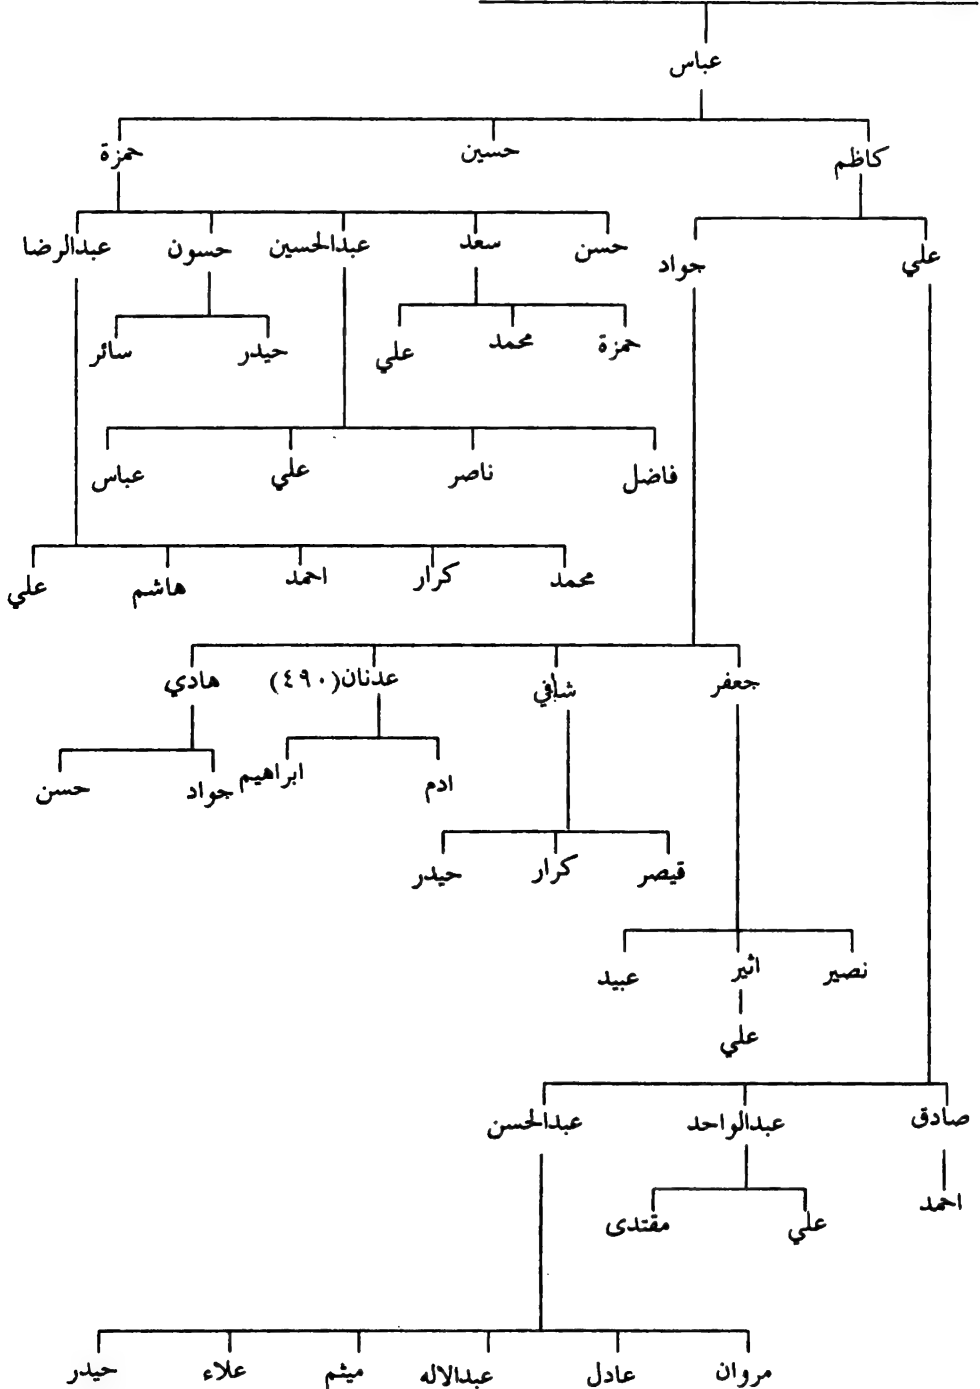 عباس
كاظم حسين حمزة
علي جواد
حسن سعد عبدالحسين حسون عبدالرضا
حمزة محمد علي
حيدر سائر
فاضل ناصر علي عباس
محمد كرار احمد هاشم علي
جعفر شافي عدنان (٤٩٠) هادي
ادم ابراهيم
جواد حسن
قيصر كرار حيدر
نصير اثير عبيد
علي
صادق عبدالواحد عبدالحسن
احمد
علي مقتدى
مروان عادل عبدالاله ميثم علاء حيدر